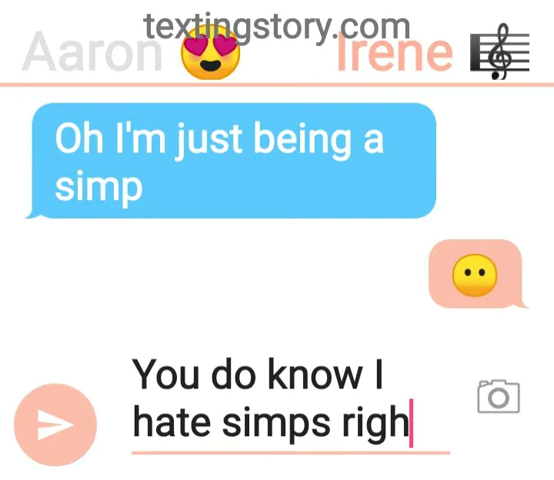 textingstory.com
Aaron 😍 Irene 🎼
Oh I'm just being a
simp
😶
You do know I
hate simps righ